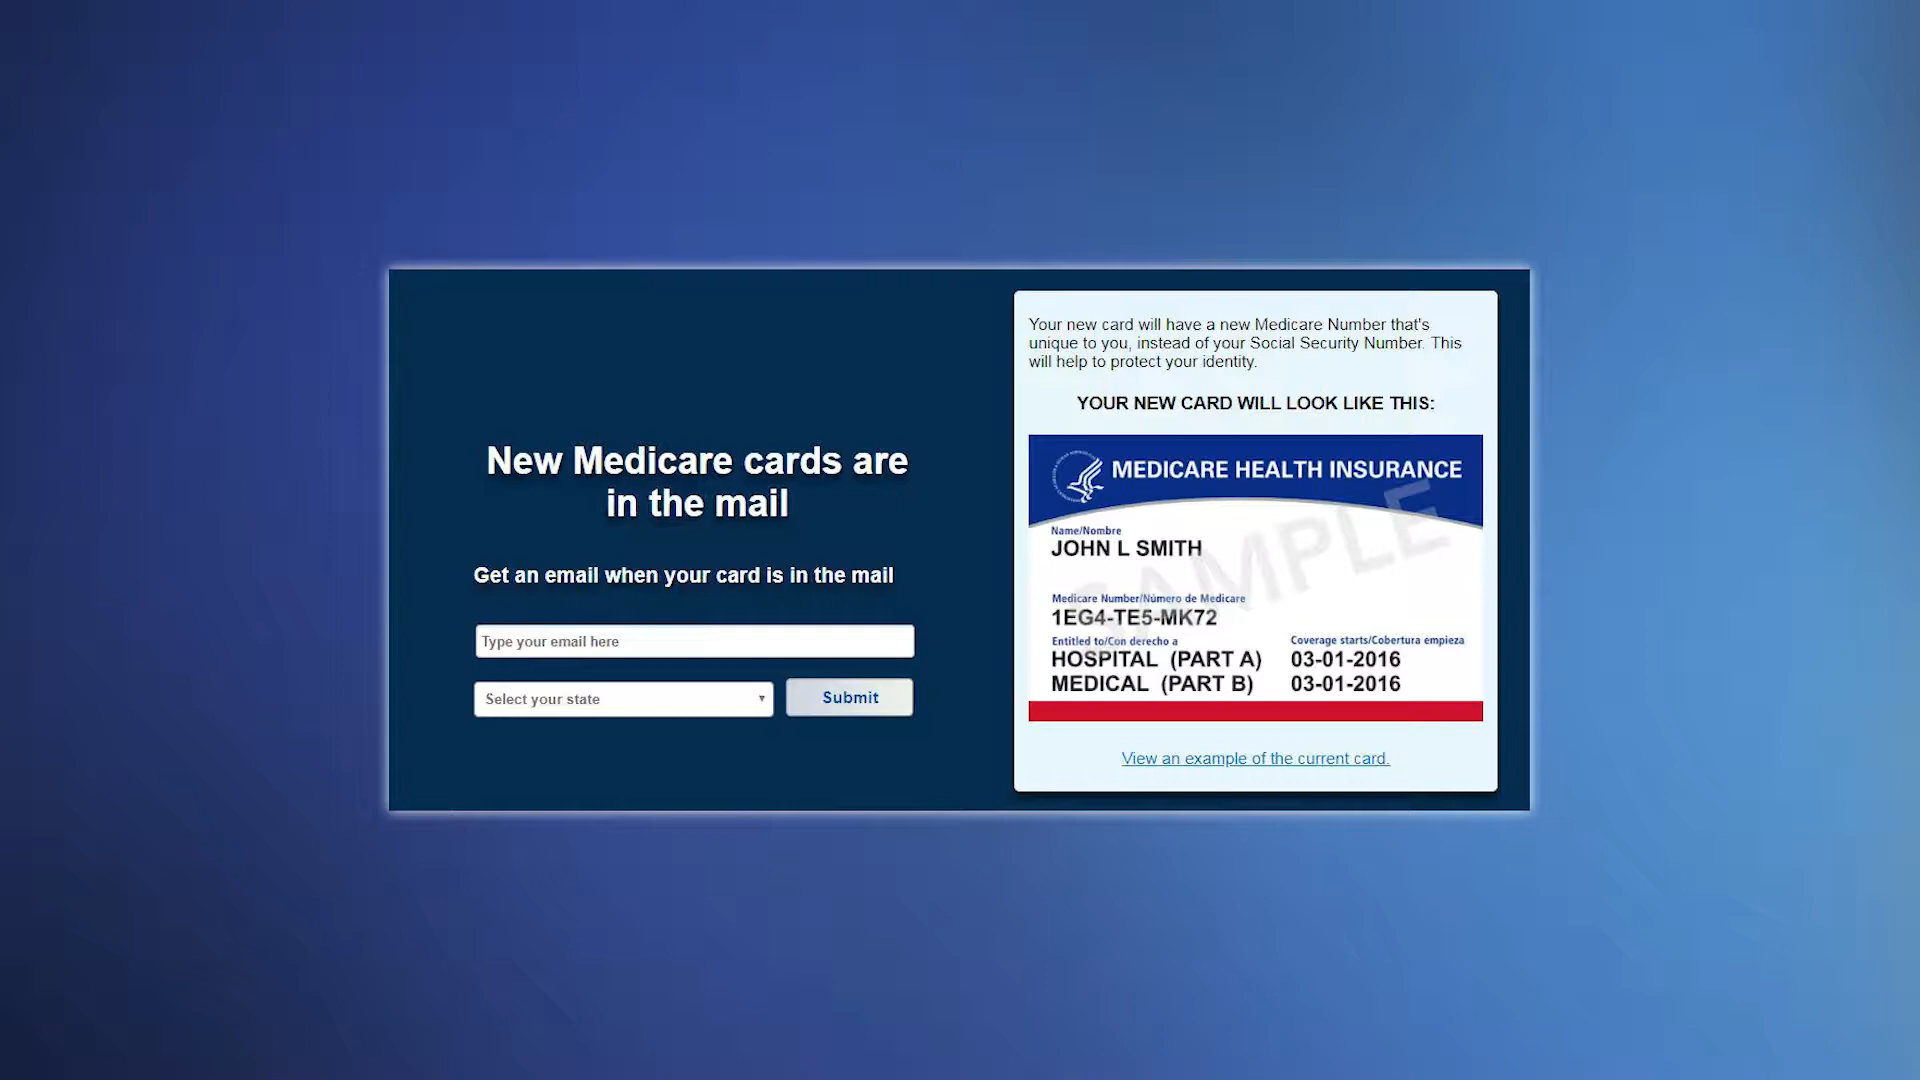 New Medicare cards are
in the mail
Get an email when your card is in the mail
Type your email here
Select your state
Submit
Your new card will have a new Medicare Number that's
unique to you, instead of your Social Security Number. This
will help to protect your identity.
YOUR NEW CARD WILL LOOK LIKE THIS:
MEDICARE HEALTH INSURANCE
SAMPLE
Name/Nombre
JOHN L SMITH
Medicare Number/Número de Medicare
1EG4-TE5-MK72
Entitled to/Con derecho a Coverage starts/Cobertura empieza
HOSPITAL (PART A) 03-01-2016
MEDICAL (PART B) 03-01-2016
View an example of the current card.